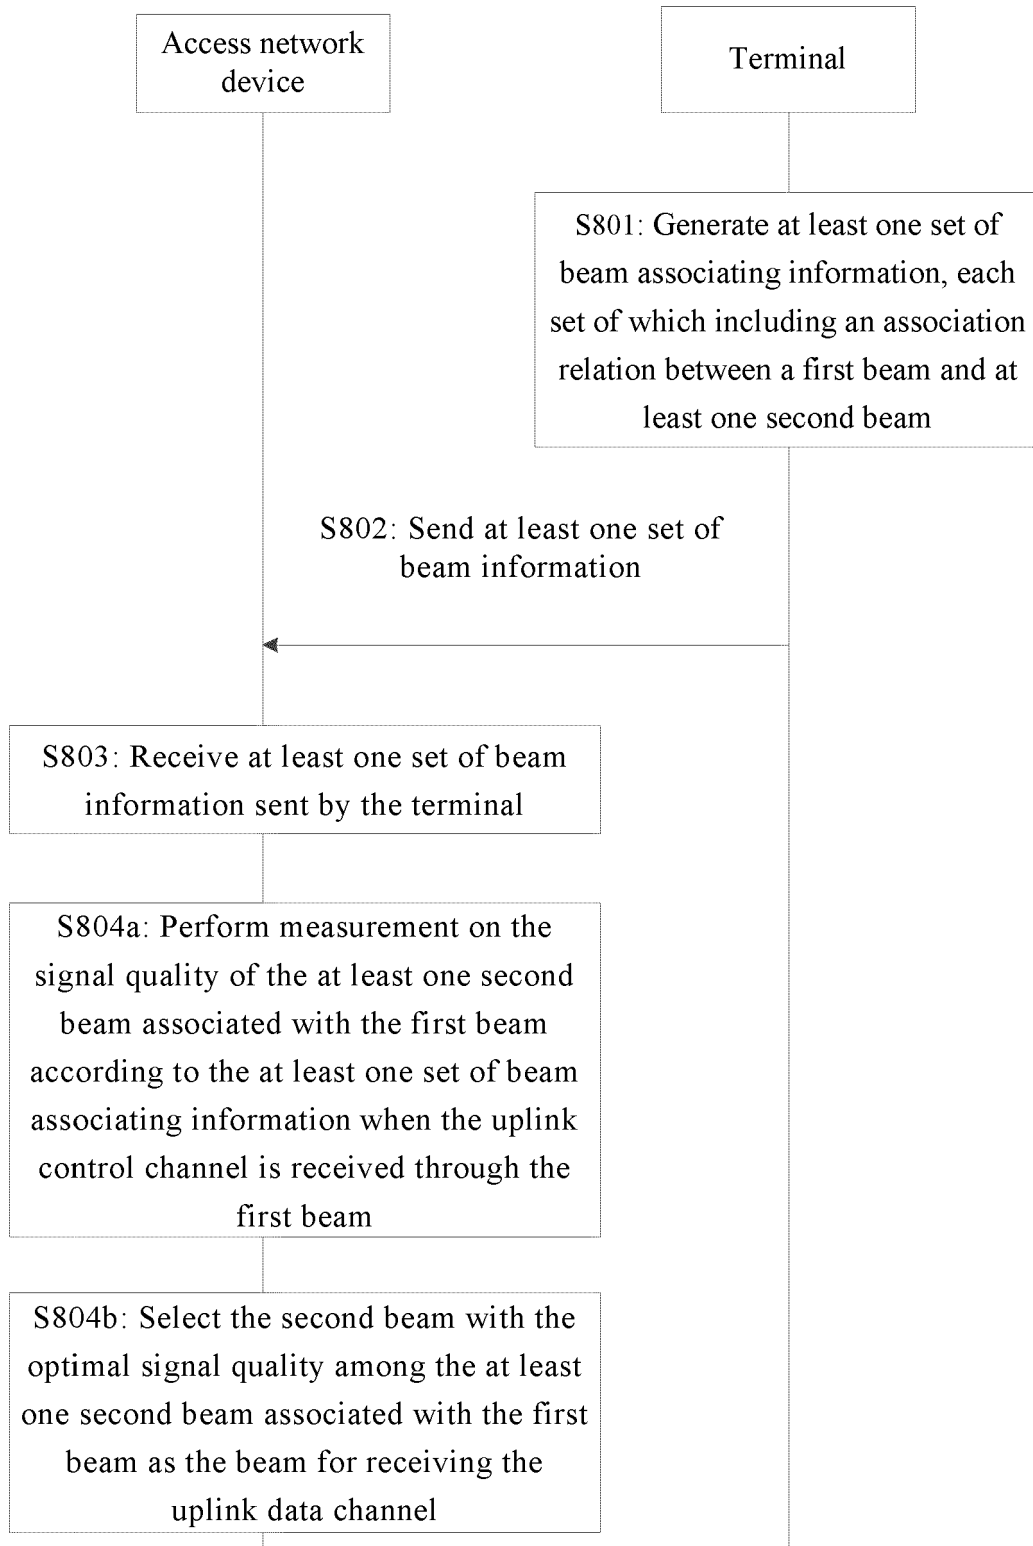 Access network
device
Terminal
S801: Generate at least one set of
beam associating information, each
set of which including an association
relation between a first beam and at
least one second beam
S802: Send at least one set of
beam information
S803: Receive at least one set of beam
information sent by the terminal
S804a: Perform measurement on the
signal quality of the at least one second
beam associated with the first beam
according to the at least one set of beam
associating information when the uplink
control channel is received through the
first beam
S804b: Select the second beam with the
optimal signal quality among the at least
one second beam associated with the first
beam as the beam for receiving the
uplink data channel